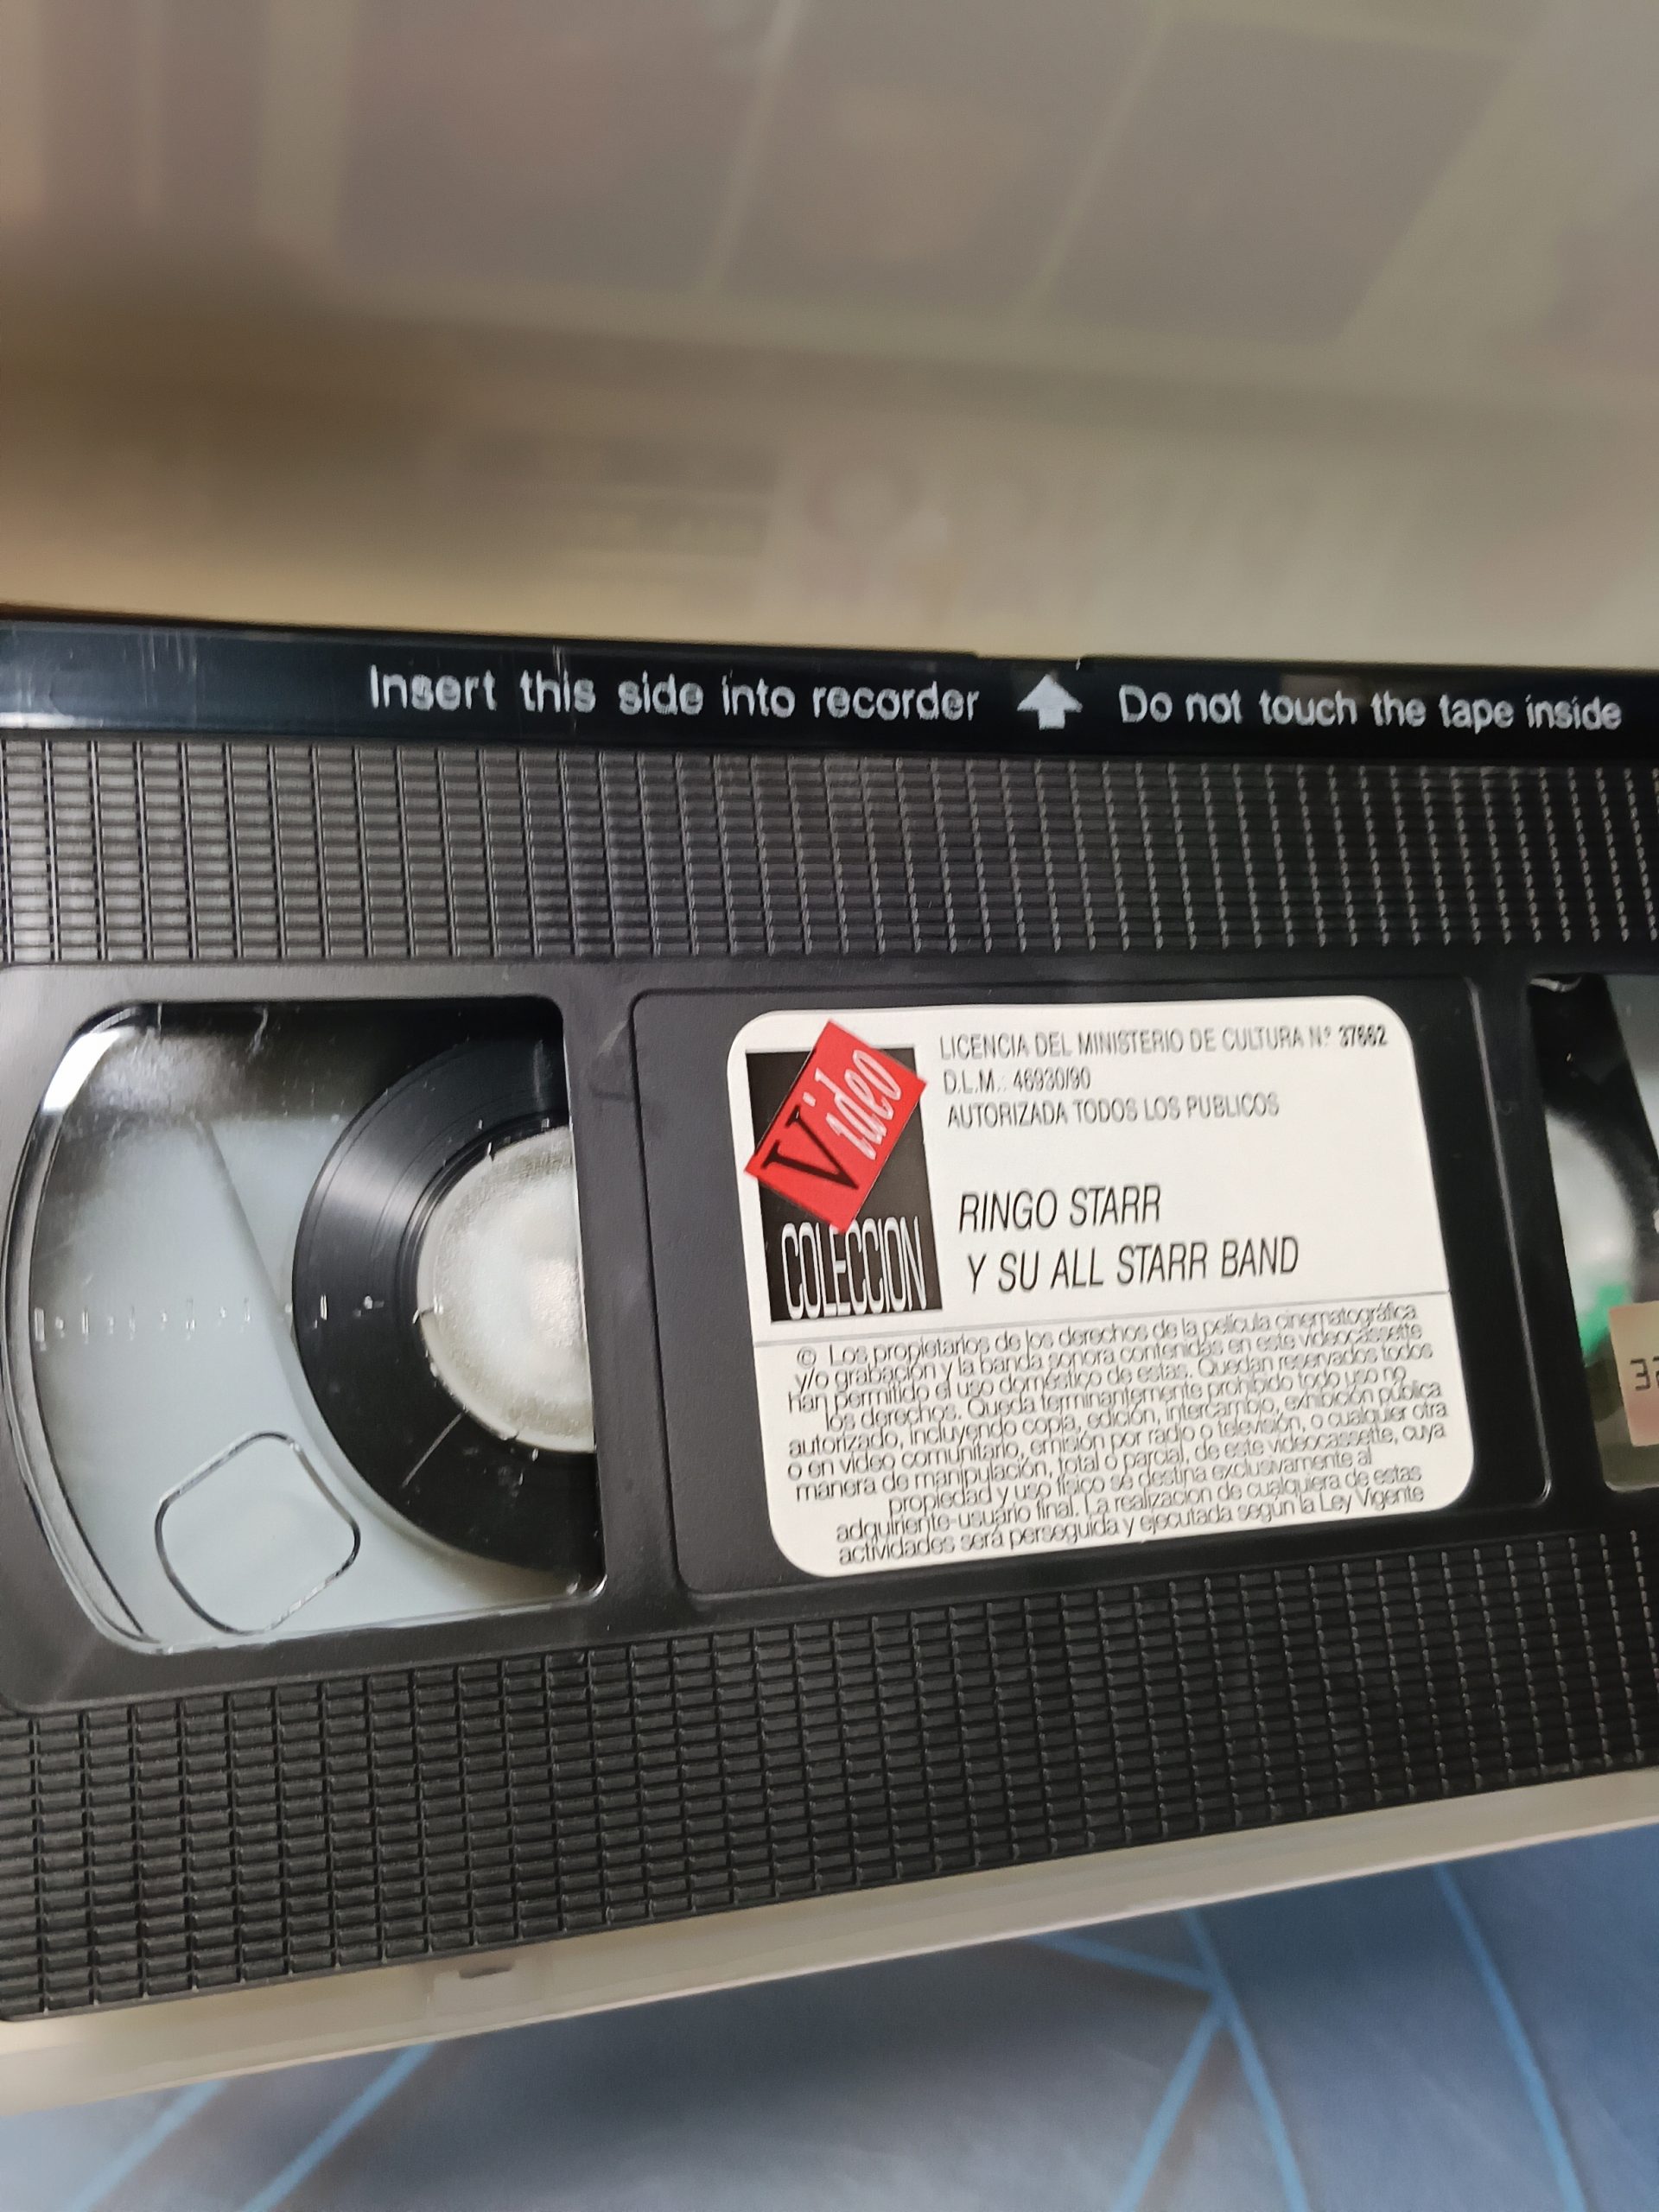 Insert this side into recorder Do not touch the tape inside
Video
COLECCION
LICENCIA DEL MINISTERIO DE CULTURA N.º 37662
D.L.M.: 46930/90
AUTORIZADA TODOS LOS PUBLICOS
RINGO STARR
Y SU ALL STARR BAND
© Los propietarios de los derechos de la película cinematográfica
y/o grabación y la banda sonora contenidas en este videocassette
han permitido el uso doméstico de estas. Quedan reservados todos
los derechos. Queda terminantemente prohibido todo uso no
autorizado, incluyendo copia, edición, intercambio, exhibición pública
o en video comunitario, emisión por radio o televisión, o cualquier otra
manera de manipulación, total o parcial, de este videocassette, cuya
propiedad y uso físico se destina exclusivamente al
adquiriente-usuario final. La realizacion de cualquiera de estas
actividades será perseguida y ejecutada según la Ley Vigente